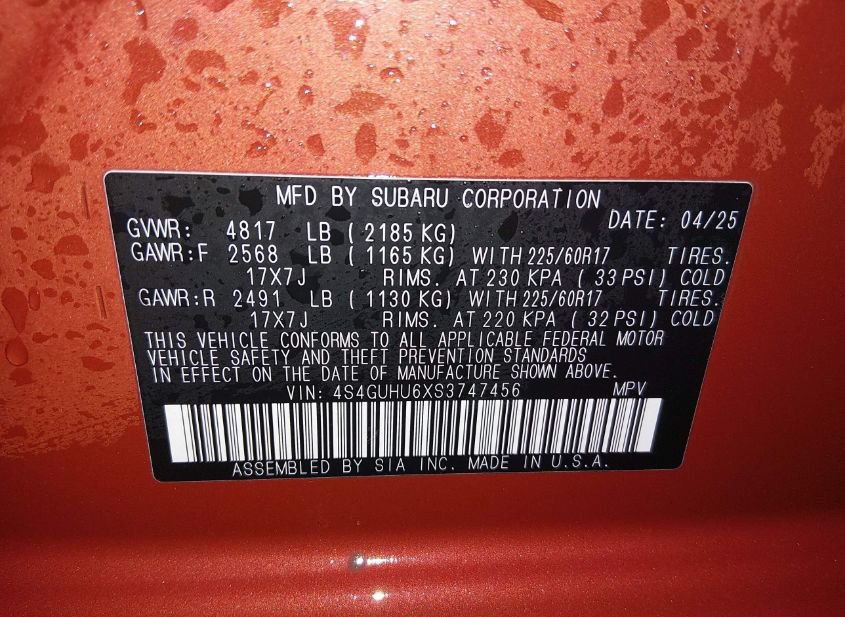 MFD BY SUBARU CORPORATION
DATE: 04/25
GVWR: 4817 LB ( 2185 KG)
GAWR:F 2568 LB ( 1165 KG) WITH 225/60R17 TIRES.
17X7J RIMS. AT 230 KPA ( 33 PSI) COLD
GAWR:R 2491 LB ( 1130 KG) WITH 225/60R17 TIRES.
17X7J RIMS. AT 220 KPA ( 32 PSI) COLD
THIS VEHICLE CONFORMS TO ALL APPLICABLE FEDERAL MOTOR
VEHICLE SAFETY AND THEFT PREVENTION STANDARDS
IN EFFECT ON THE DATE OF MANUFACTURE SHOWN ABOVE.
VIN: 4S4GUHU6XS3747456 MPV
ASSEMBLED BY SIA INC. MADE IN U.S.A.